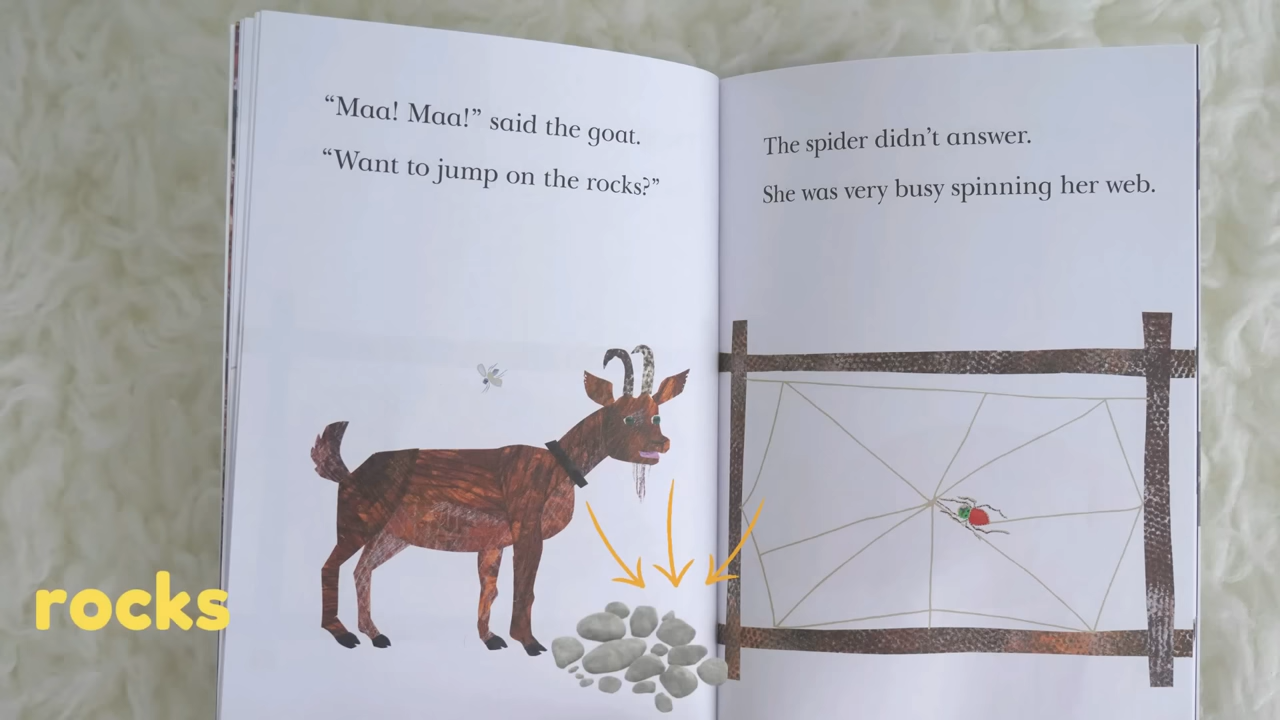 “Maa! Maa!” said the goat.
“Want to jump on the rocks?”
The spider didn’t answer.
She was very busy spinning her web.
rocks